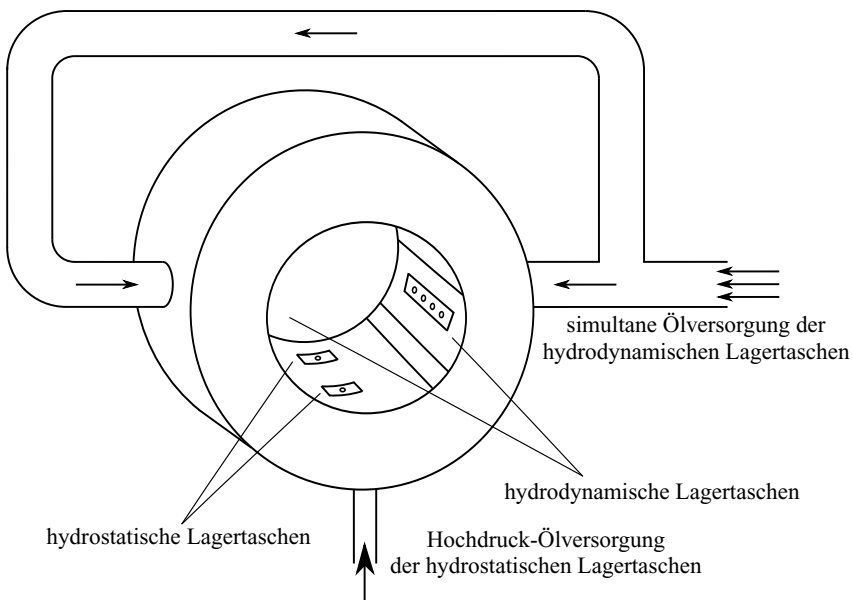 simultane Ölversorgung der
hydrodynamischen Lagertaschen
hydrodynamische Lagertaschen
hydrostatische Lagertaschen
Hochdruck-Ölversorgung
der hydrostatischen Lagertaschen